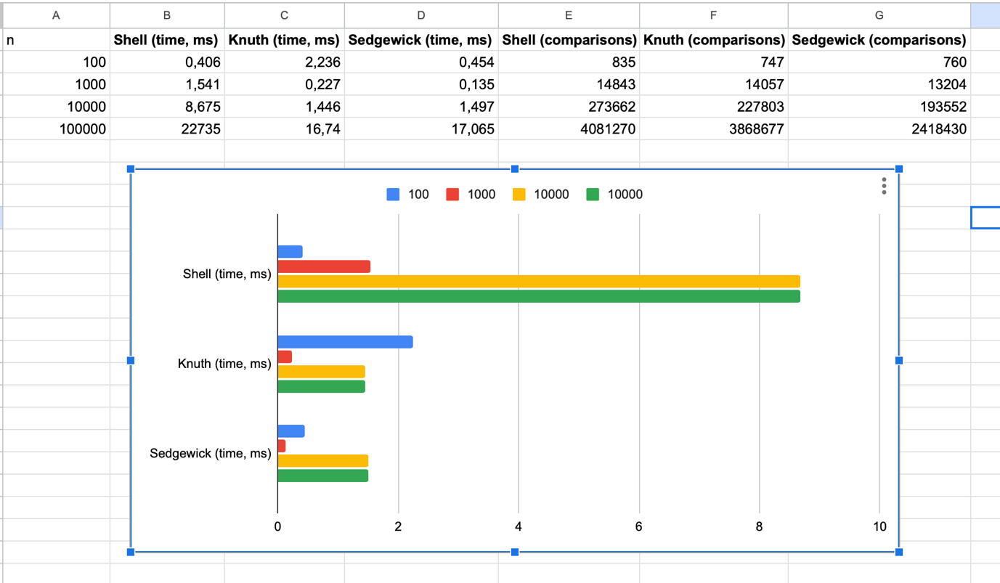 A B C D E F G
n Shell (time, ms) Knuth (time, ms) Sedgewick (time, ms) Shell (comparisons) Knuth (comparisons) Sedgewick (comparisons)
100 0,406 2,236 0,454 835 747 760
1000 1,541 0,227 0,135 14843 14057 13204
10000 8,675 1,446 1,497 273662 227803 193552
100000 22735 16,74 17,065 4081270 3868677 2418430
100 1000 10000 10000
Shell (time, ms)
Knuth (time, ms)
Sedgewick (time, ms)
0 2 4 6 8 10